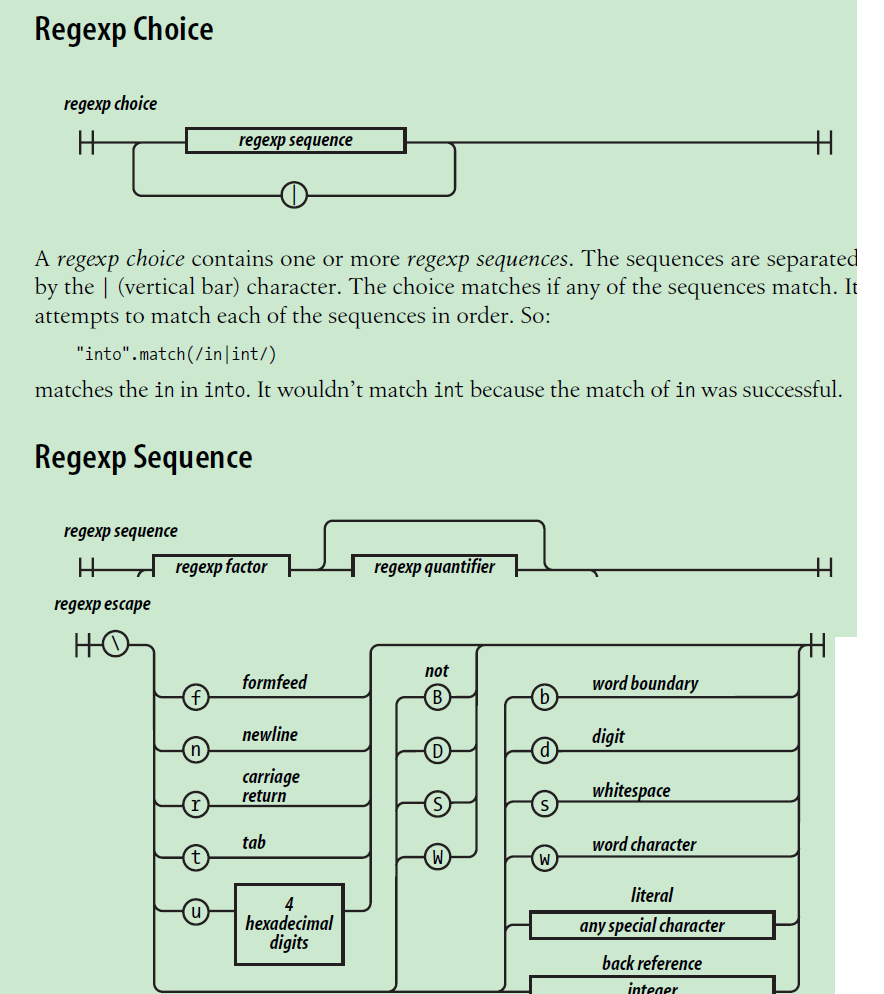 Regexp Choice
regexp choice
regexp sequence
|
A regexp choice contains one or more regexp sequences. The sequences are separated
by the | (vertical bar) character. The choice matches if any of the sequences match. It
attempts to match each of the sequences in order. So:
"into".match(/in|int/)
matches the in in into. It wouldn't match int because the match of in was successful.
Regexp Sequence
regexp sequence
regexp factor
regexp quantifier
regexp escape
\
f formfeed
n newline
r carriage
return
t tab
u 4
hexadecimal
digits
not
B
D
S
W
b word boundary
d digit
s whitespace
w word character
literal
any special character
back reference
integer